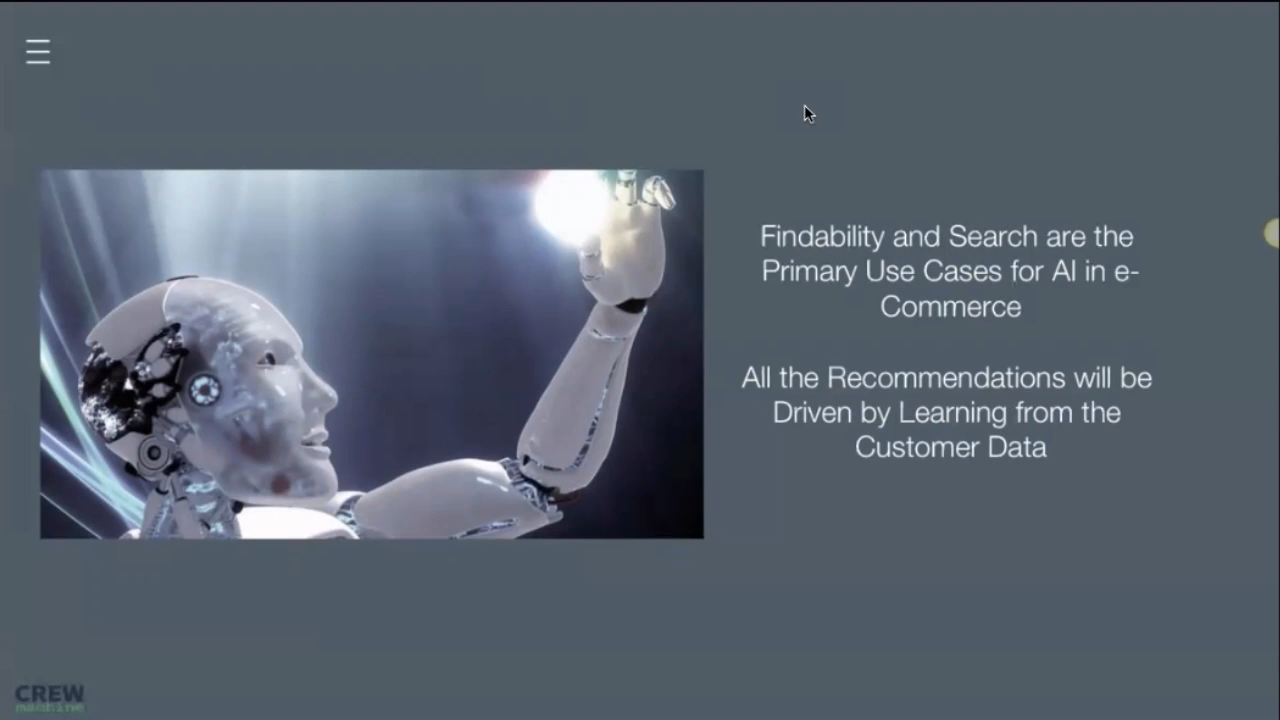 Findability and Search are the
Primary Use Cases for AI in e-
Commerce
All the Recommendations will be
Driven by Learning from the
Customer Data
CREW
machine